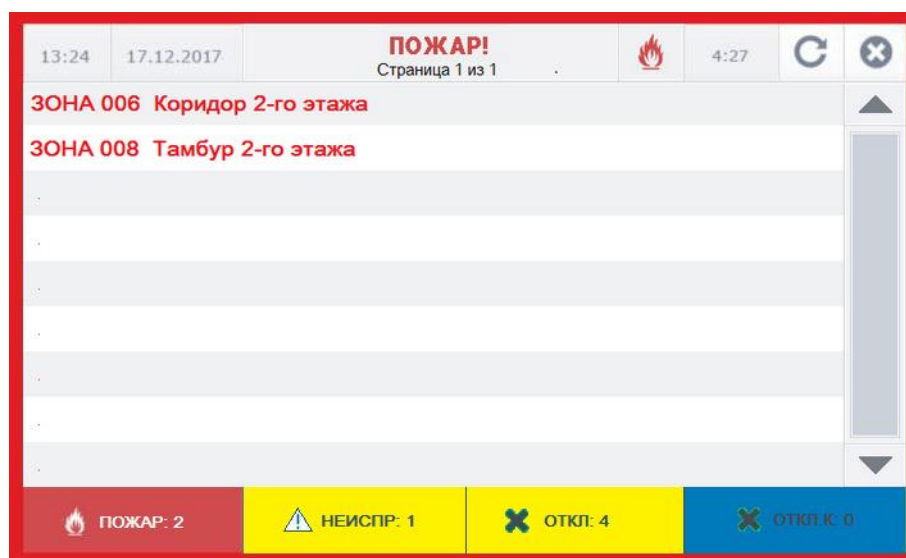 13:24
17.12.2017
ПОЖАР!
Страница 1 из 1
4:27
ЗОНА 006 Коридор 2-го этажа
ЗОНА 008 Тамбур 2-го этажа
ПОЖАР: 2
НЕИСПР: 1
ОТКЛ: 4
ОТКЛ.К: 0